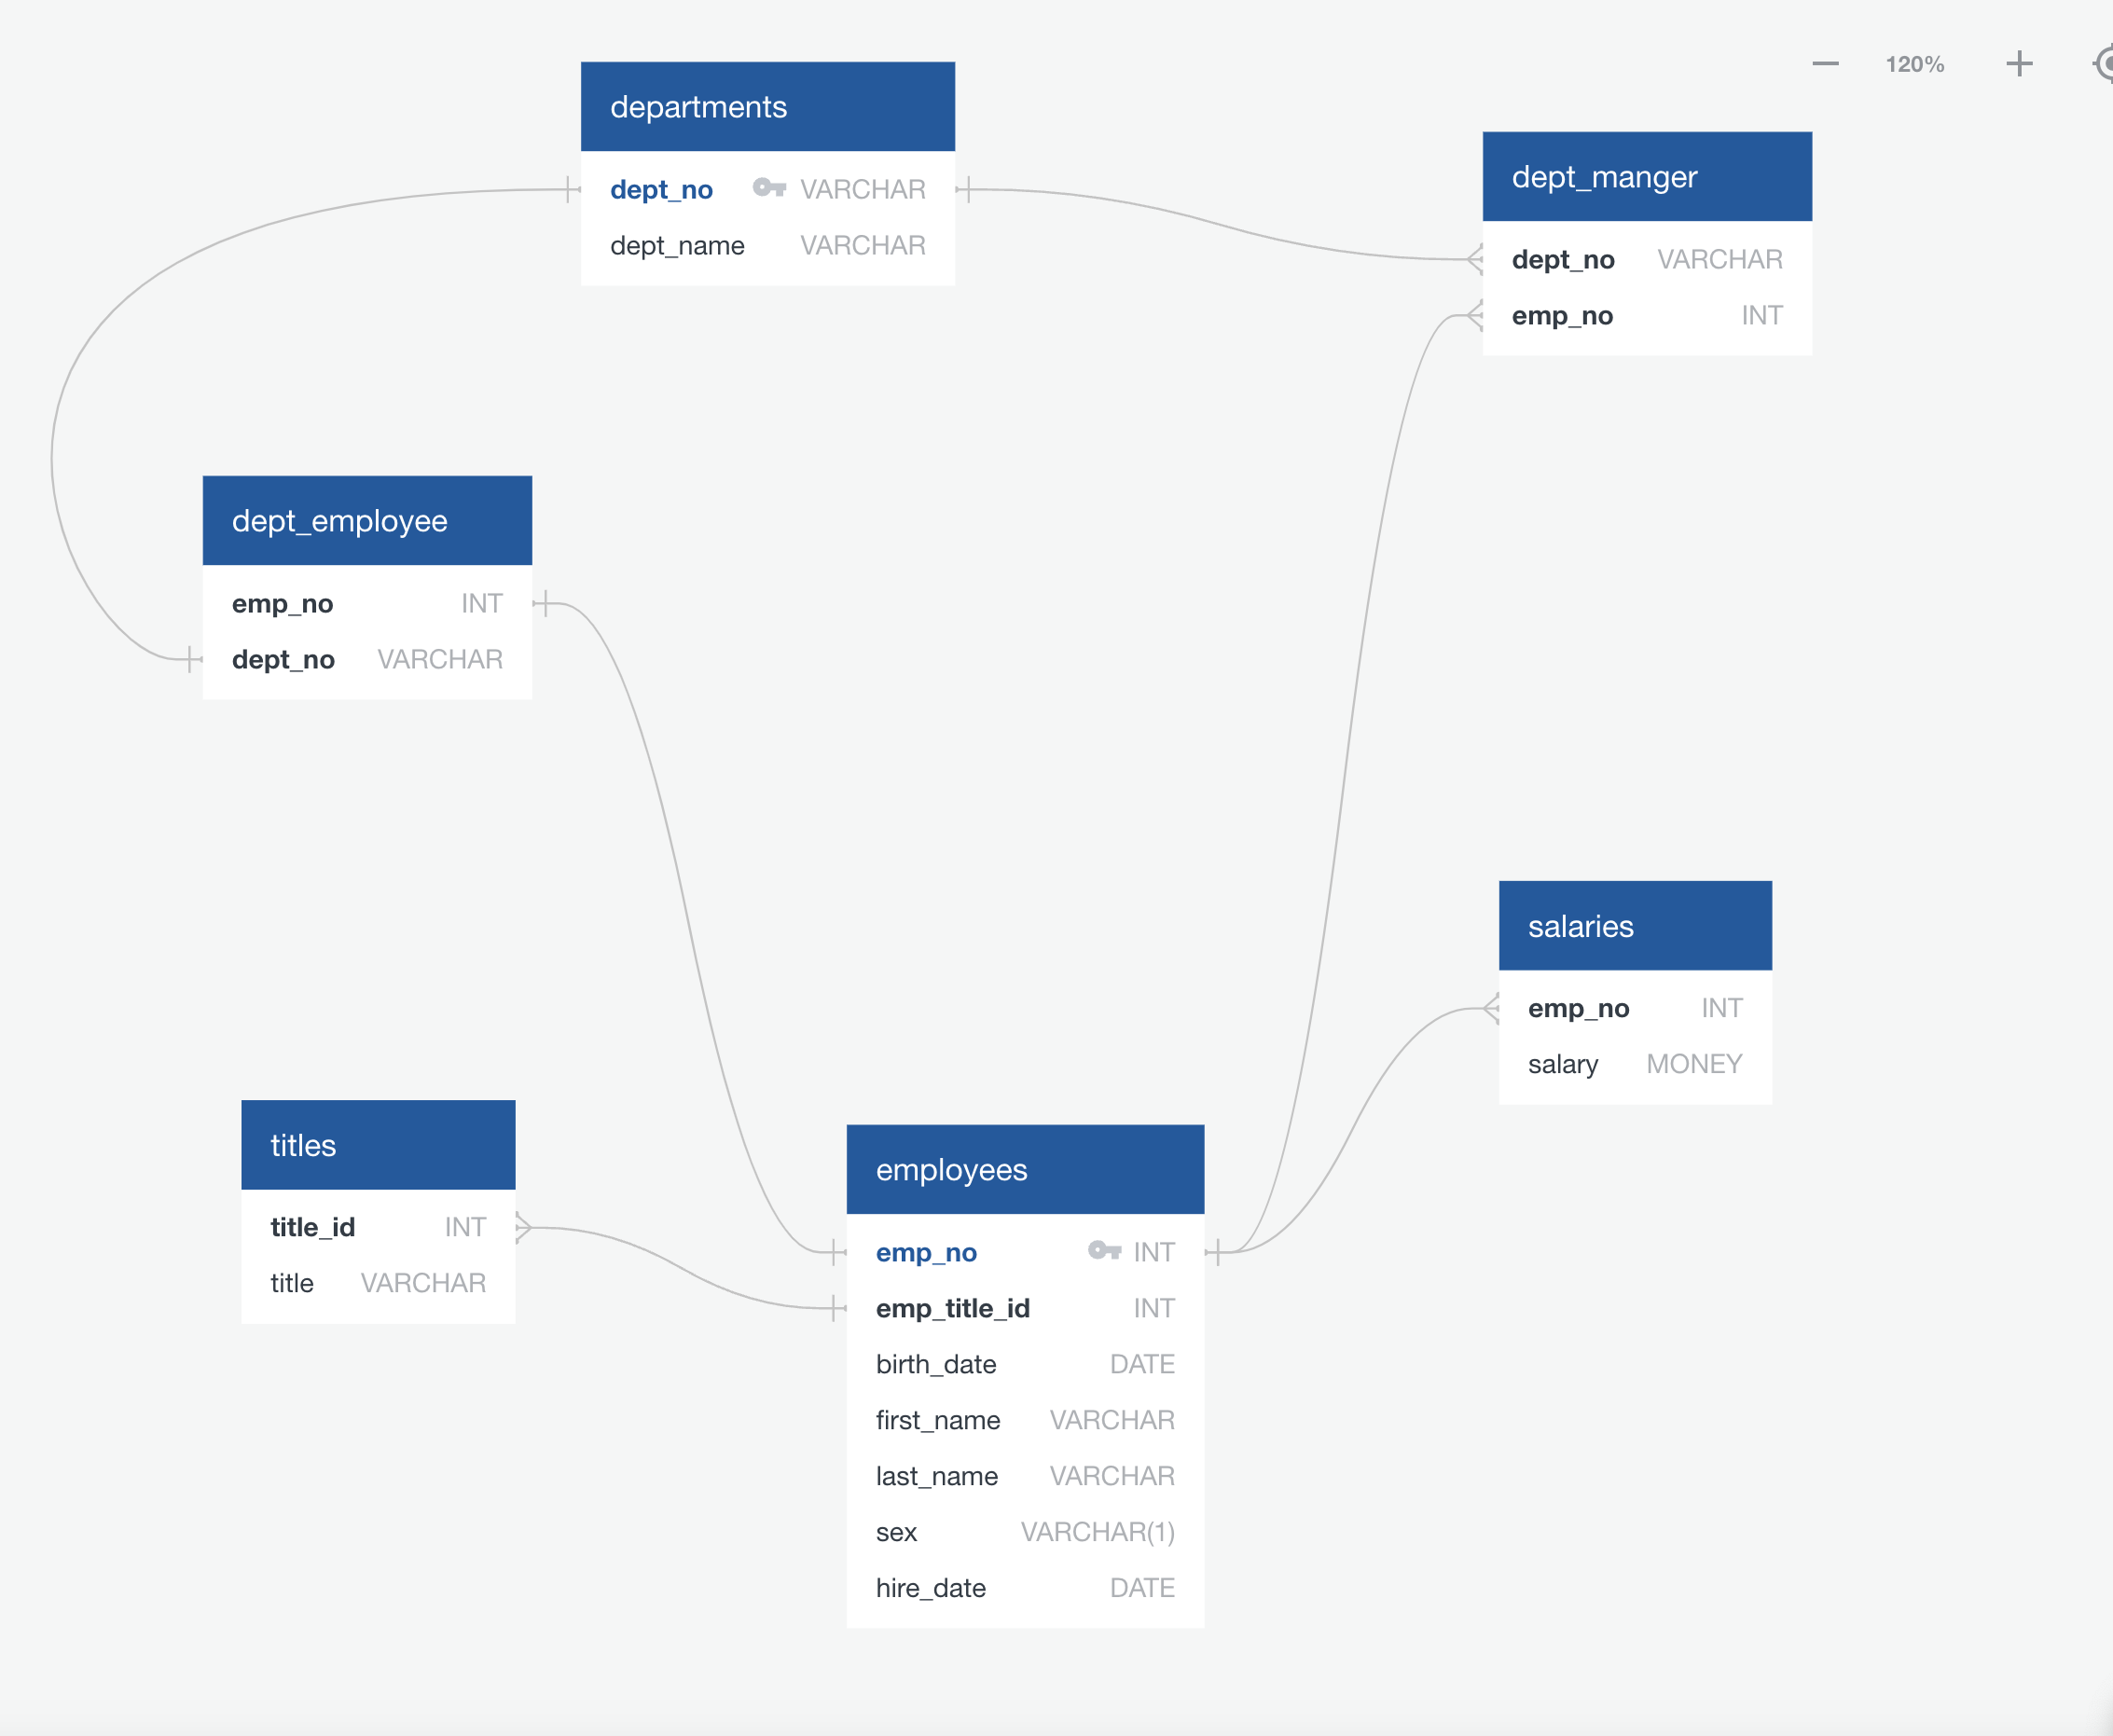 120%
departments
dept_no VARCHAR
dept_name VARCHAR
dept_manger
dept_no VARCHAR
emp_no INT
dept_employee
emp_no INT
dept_no VARCHAR
salaries
emp_no INT
salary MONEY
titles
title_id INT
title VARCHAR
employees
emp_no INT
emp_title_id INT
birth_date DATE
first_name VARCHAR
last_name VARCHAR
sex VARCHAR(1)
hire_date DATE